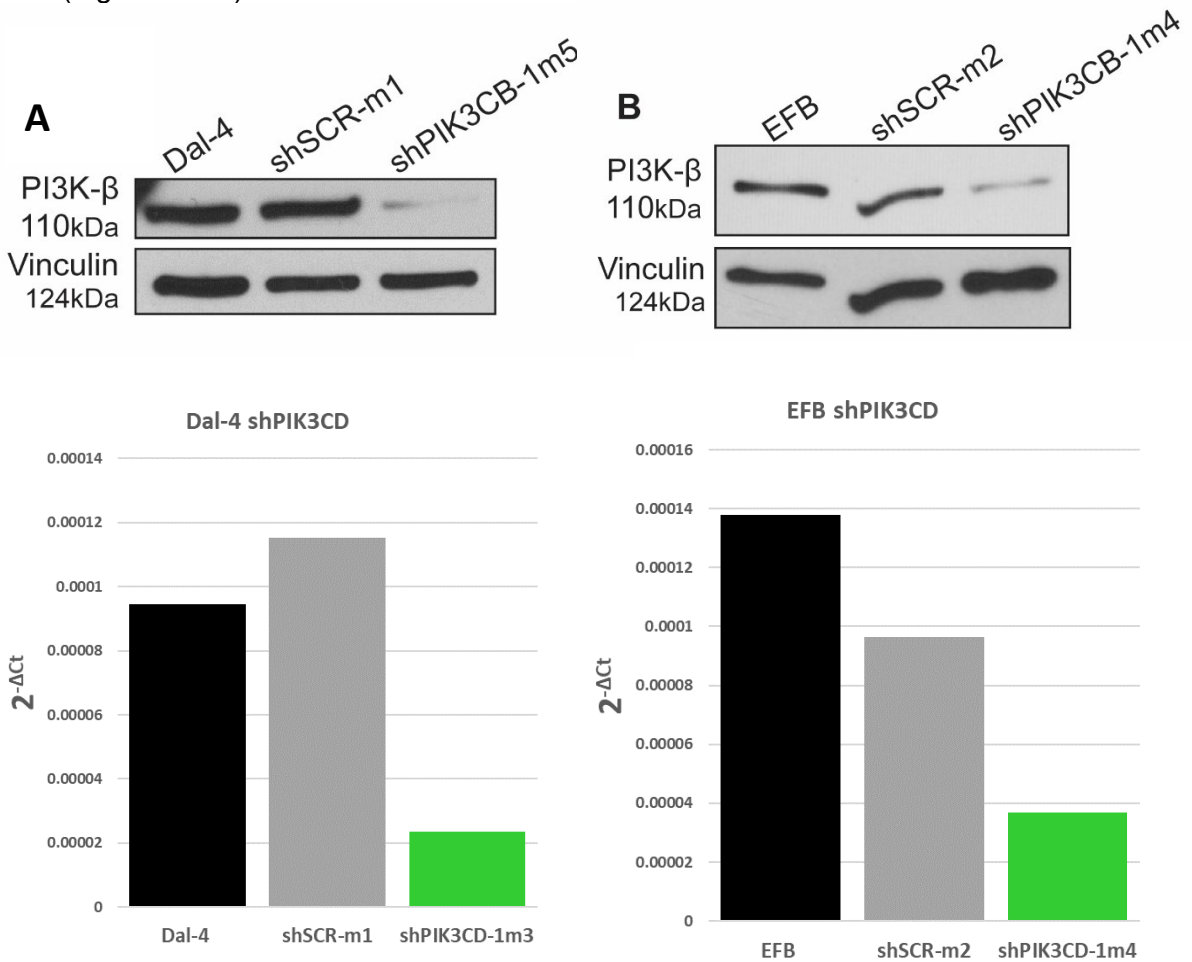 A
Dal-4
shSCR-m1
shPIK3CB-1m5
PI3K-β
110kDa
Vinculin
124kDa
B
EFB
shSCR-m2
shPIK3CB-1m4
PI3K-β
110kDa
Vinculin
124kDa
Dal-4 shPIK3CD
0.00014
0.00012
0.0001
0.00008
0.00006
0.00004
0.00002
0
2-ΔCt
Dal-4 shSCR-m1 shPIK3CD-1m3
EFB shPIK3CD
0.00016
0.00014
0.00012
0.0001
0.00008
0.00006
0.00004
0.00002
0
2-ΔCt
EFB shSCR-m2 shPIK3CD-1m4